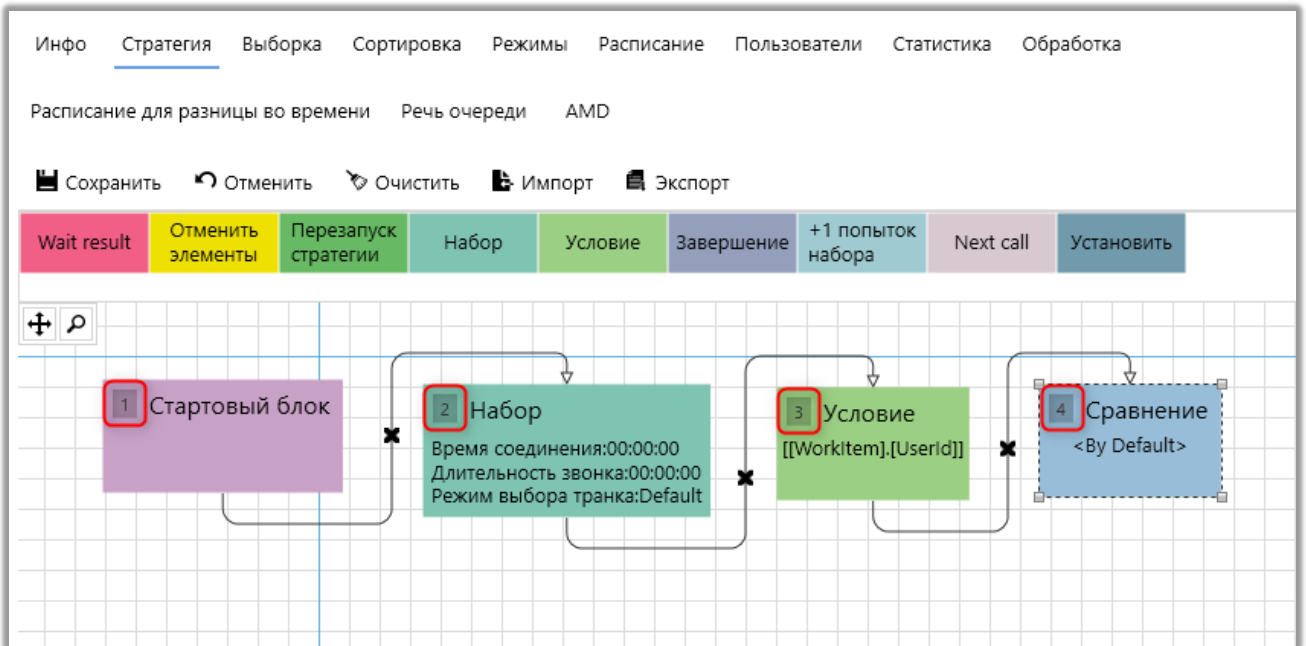 Инфо Стратегия Выборка Сортировка Режимы Расписание Пользователи Статистика Обработка
Расписание для разницы во времени Речь очереди AMD
Сохранить Отменить Очистить Импорт Экспорт
Wait result
Отменить
элементы
Перезапуск
стратегии
Набор
Условие
Завершение
+1 попыток
набора
Next call
Установить
1 Стартовый блок
2 Набор
Время соединения:00:00:00
Длительность звонка:00:00:00
Режим выбора транка:Default
3 Условие
[[WorkItem].[UserId]]
4 Сравнение
<By Default>